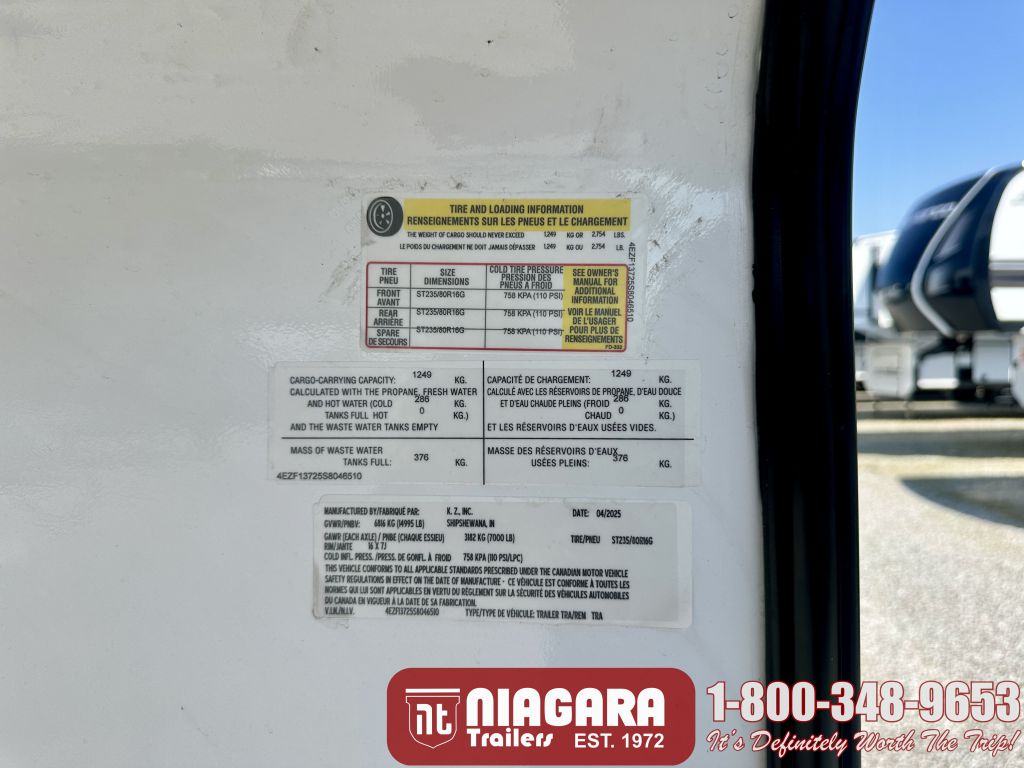 TIRE AND LOADING INFORMATION
RENSEIGNEMENTS SUR LES PNEUS ET LE CHARGEMENT
THE WEIGHT OF CARGO SHOULD NEVER EXCEED 1,249 KG OR 2,754 LBS.
LE POIDS DU CHARGEMENT NE DOIT JAMAIS DÉPASSER 1,249 KG OU 2,754 LB.
TIRE PNEU SIZE DIMENSIONS COLD TIRE PRESSURE PRESSION DES PNEUS A FROID
FRONT AVANT ST235/80R16G 758 KPA (110 PSI)
REAR ARRIÈRE ST235/80R16G 758 KPA (110 PSI)
SPARE DE SECOURS ST235/80R16G 758 KPA (110 PSI)
SEE OWNER'S
MANUAL FOR
ADDITIONAL
INFORMATION
VOIR LE MANUEL
DE L'USAGER
POUR PLUS DE
RENSEIGNEMENTS
FD-332
4EZF13725S8046510
CARGO-CARRYING CAPACITY: 1249 KG.
CALCULATED WITH THE PROPANE, FRESH WATER
AND HOT WATER (COLD 286 KG.
TANKS FULL HOT 0 KG.)
AND THE WASTE WATER TANKS EMPTY
CAPACITÉ DE CHARGEMENT: 1249 KG.
CALCULÉ AVEC LES RÉSERVOIRS DE PROPANE, D'EAU DOUCE
ET D'EAU CHAUDE PLEINS (FROID 286 KG.
CHAUD 0 KG.)
ET LES RÉSERVOIRS D'EAUX USÉES VIDES.
MASS OF WASTE WATER
TANKS FULL: 376 KG.
MASSE DES RÉSERVOIRS D'EAUX
USÉES PLEINS: 376 KG.
4EZF13725S8046510
MANUFACTURED BY/FABRIQUÉ PAR: K. Z., INC. DATE: 04/2025
GVWR/PNBV: 6816 KG (14995 LB) SHIPSHEWANA, IN
GAWR (EACH AXLE) / PNBE (CHAQUE ESSIEU) 3182 KG (7000 LB) TIRE/PNEU ST235/80R16G
RIM/JANTE 16 X 7J
COLD INFL. PRESS. /PRESS. DE GONFL. À FROID 758 KPA (110 PSI/LPC)
THIS VEHICLE CONFORMS TO ALL APPLICABLE STANDARDS PRESCRIBED UNDER THE CANADIAN MOTOR VEHICLE
SAFETY REGULATIONS IN EFFECT ON THE DATE OF MANUFACTURE · CE VÉHICULE EST CONFORME À TOUTES LES
NORMES QUI LUI SONT APPLICABLES EN VERTU DU RÈGLEMENT SUR LA SÉCURITÉ DES VÉHICULES AUTOMOBILES
DU CANADA EN VIGUEUR À LA DATE DE SA FABRICATION.
V.I.N./N.I.V. 4EZF13725S8046510 TYPE/TYPE DE VÉHICULE: TRAILER TRA/REM TRA
nt NIAGARA
Trailers EST. 1972
1-800-348-9653
It's Definitely Worth The Trip!